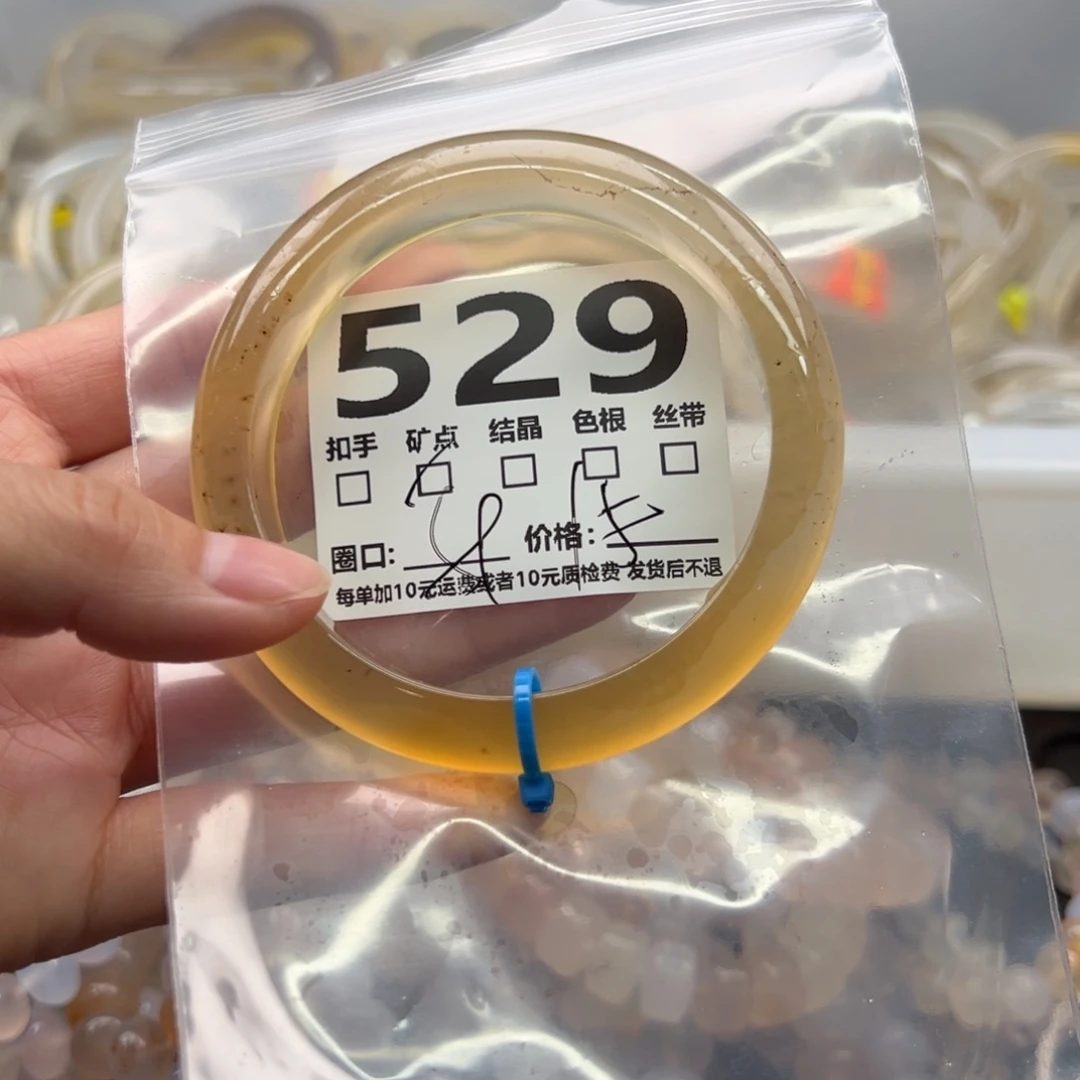 529
扣手 矿点 结晶 色根 丝带
圈口: 价格:
每单加10元运费或者10元质检费 发货后不退